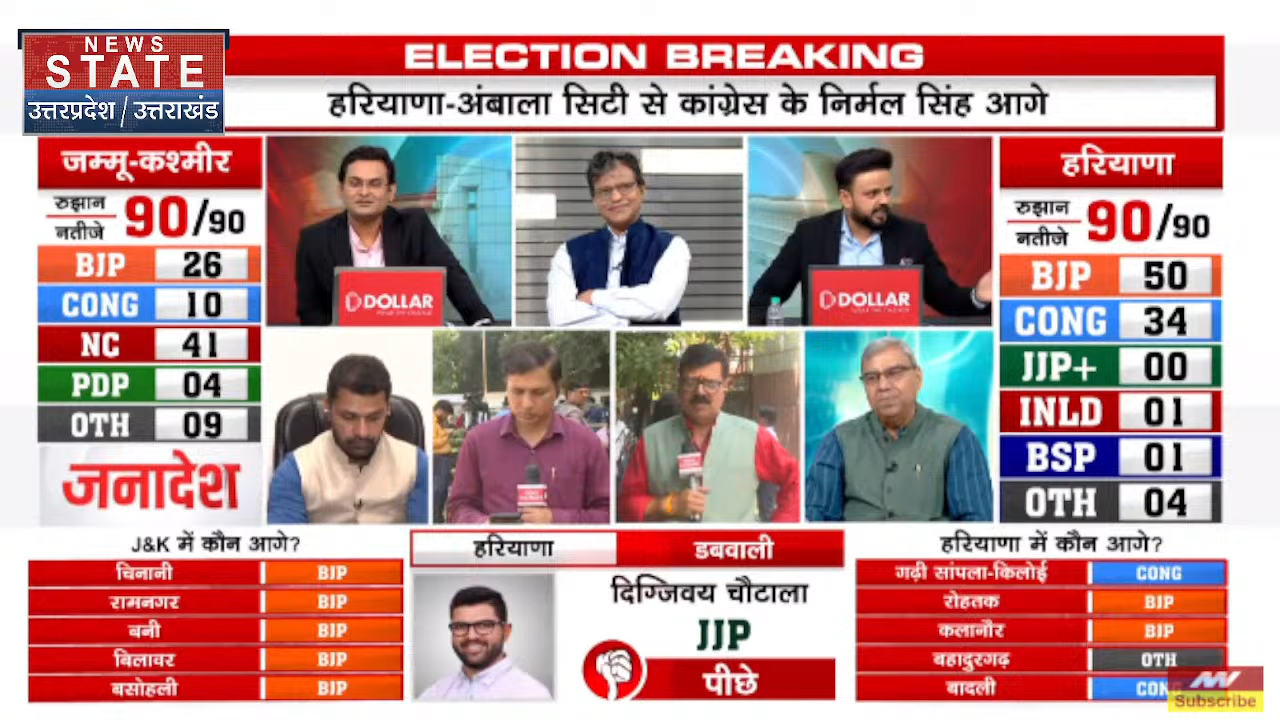 NEWS
STATE
उत्तरप्रदेश / उत्तराखंड
ELECTION BREAKING
हरियाणा-अंबाला सिटी से कांग्रेस के निर्मल सिंह आगे
जम्मू-कश्मीर
रुझान
नतीजे
90/90
BJP 26
CONG 10
NC 41
PDP 04
OTH 09
जनादेश
DOLLAR
DOLLAR
हरियाणा
रुझान
नतीजे
90/90
BJP 50
CONG 34
JJP+ 00
INLD 01
BSP 01
OTH 04
J&K में कौन आगे?
चिनानी BJP
रामनगर BJP
बनी BJP
बिलावर BJP
बसोहली BJP
हरियाणा डबवाली
दिग्जिवय चौटाला
JJP
पीछे
हरियाणा में कौन आगे?
गढ़ी सांपला-किलोई CONG
रोहतक BJP
कलानौर BJP
बहादुरगढ़ OTH
बादली CON
Subscribe